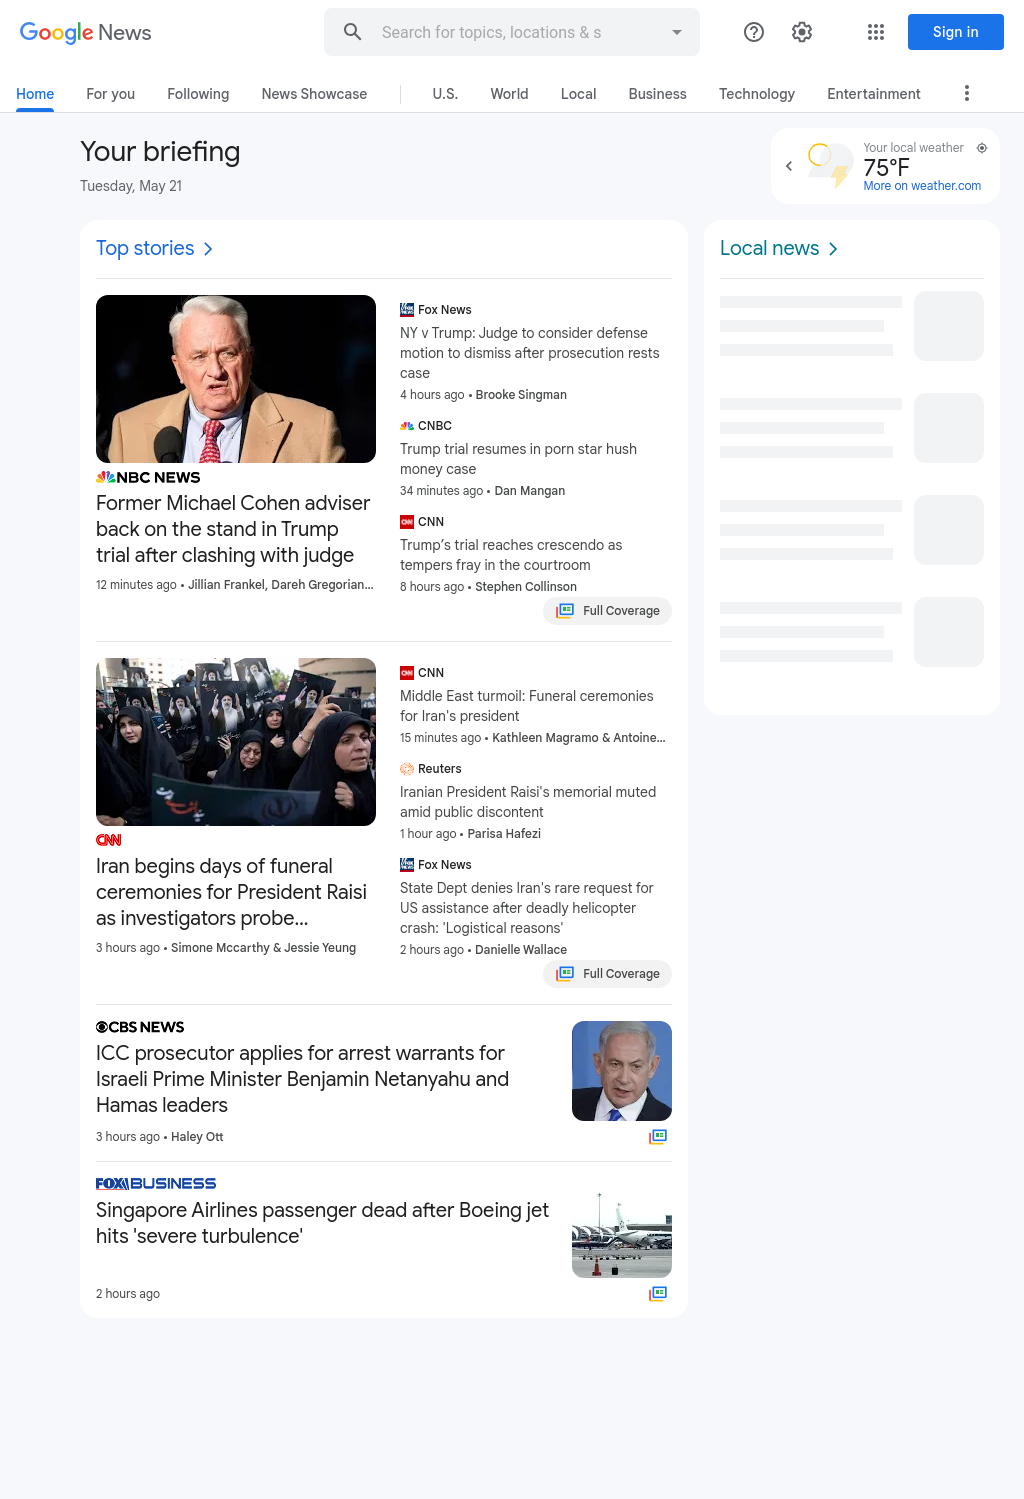 Google News
Search for topics, locations & s
Sign in
Home
For you
Following
News Showcase
U.S.
World
Local
Business
Technology
Entertainment
Your briefing
Tuesday, May 21
Your local weather
75°F
More on weather.com
Top stories
NBC NEWS
Former Michael Cohen adviser
back on the stand in Trump
trial after clashing with judge
12 minutes ago • Jillian Frankel, Dareh Gregorian...
Fox News
NY v Trump: Judge to consider defense
motion to dismiss after prosecution rests
case
4 hours ago • Brooke Singman
CNBC
Trump trial resumes in porn star hush
money case
34 minutes ago • Dan Mangan
CNN
Trump’s trial reaches crescendo as
tempers fray in the courtroom
8 hours ago • Stephen Collinson
Full Coverage
CNN
Iran begins days of funeral
ceremonies for President Raisi
as investigators probe...
3 hours ago • Simone Mccarthy & Jessie Yeung
CNN
Middle East turmoil: Funeral ceremonies
for Iran's president
15 minutes ago • Kathleen Magramo & Antoine...
Reuters
Iranian President Raisi's memorial muted
amid public discontent
1 hour ago • Parisa Hafezi
Fox News
State Dept denies Iran's rare request for
US assistance after deadly helicopter
crash: 'Logistical reasons'
2 hours ago • Danielle Wallace
Full Coverage
CBS NEWS
ICC prosecutor applies for arrest warrants for
Israeli Prime Minister Benjamin Netanyahu and
Hamas leaders
3 hours ago • Haley Ott
FOX BUSINESS
Singapore Airlines passenger dead after Boeing jet
hits 'severe turbulence'
2 hours ago
Local news